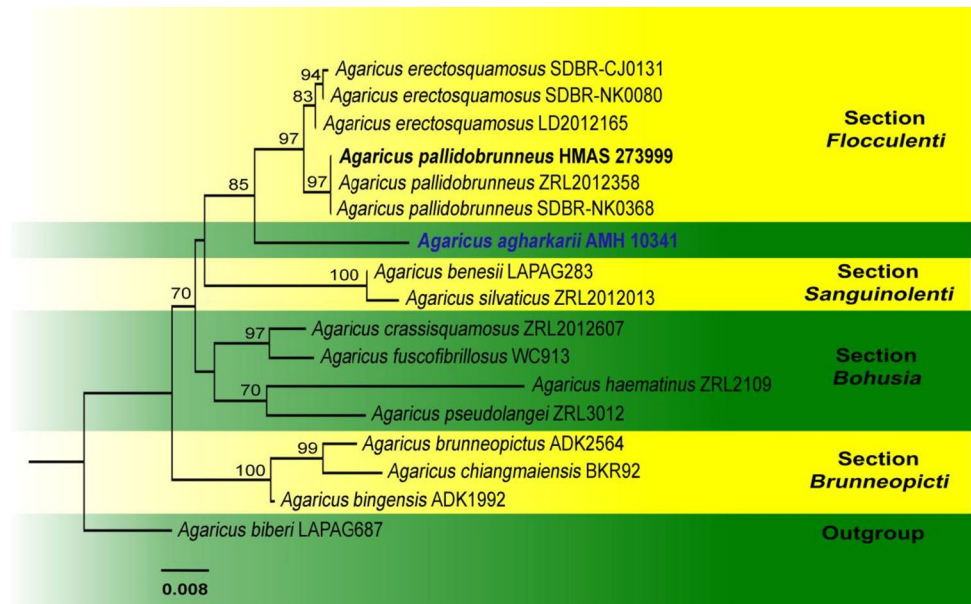 94
Agaricus erectosquamosus SDBR-CJ0131
83
Agaricus erectosquamosus SDBR-NK0080
Agaricus erectosquamosus LD2012165
Section
Flocculenti
97
Agaricus pallidobrunneus HMAS 273999
97
Agaricus pallidobrunneus ZRL2012358
85
Agaricus pallidobrunneus SDBR-NK0368
Agaricus agharkarii AMH 10341
100
Agaricus benesii LAPAG283
Section
Sanguinolenti
Agaricus silvaticus ZRL2012013
70
97
Agaricus crassisquamosus ZRL2012607
Agaricus fuscofibrillosus WC913
Section
Bohusia
70
Agaricus haematinus ZRL2109
Agaricus pseudolangei ZRL3012
99
Agaricus brunneopictus ADK2564
100
Agaricus chiangmaiensis BKR92
Section
Brunneopicti
Agaricus bingensis ADK1992
Agaricus biberi LAPAG687
Outgroup
0.008